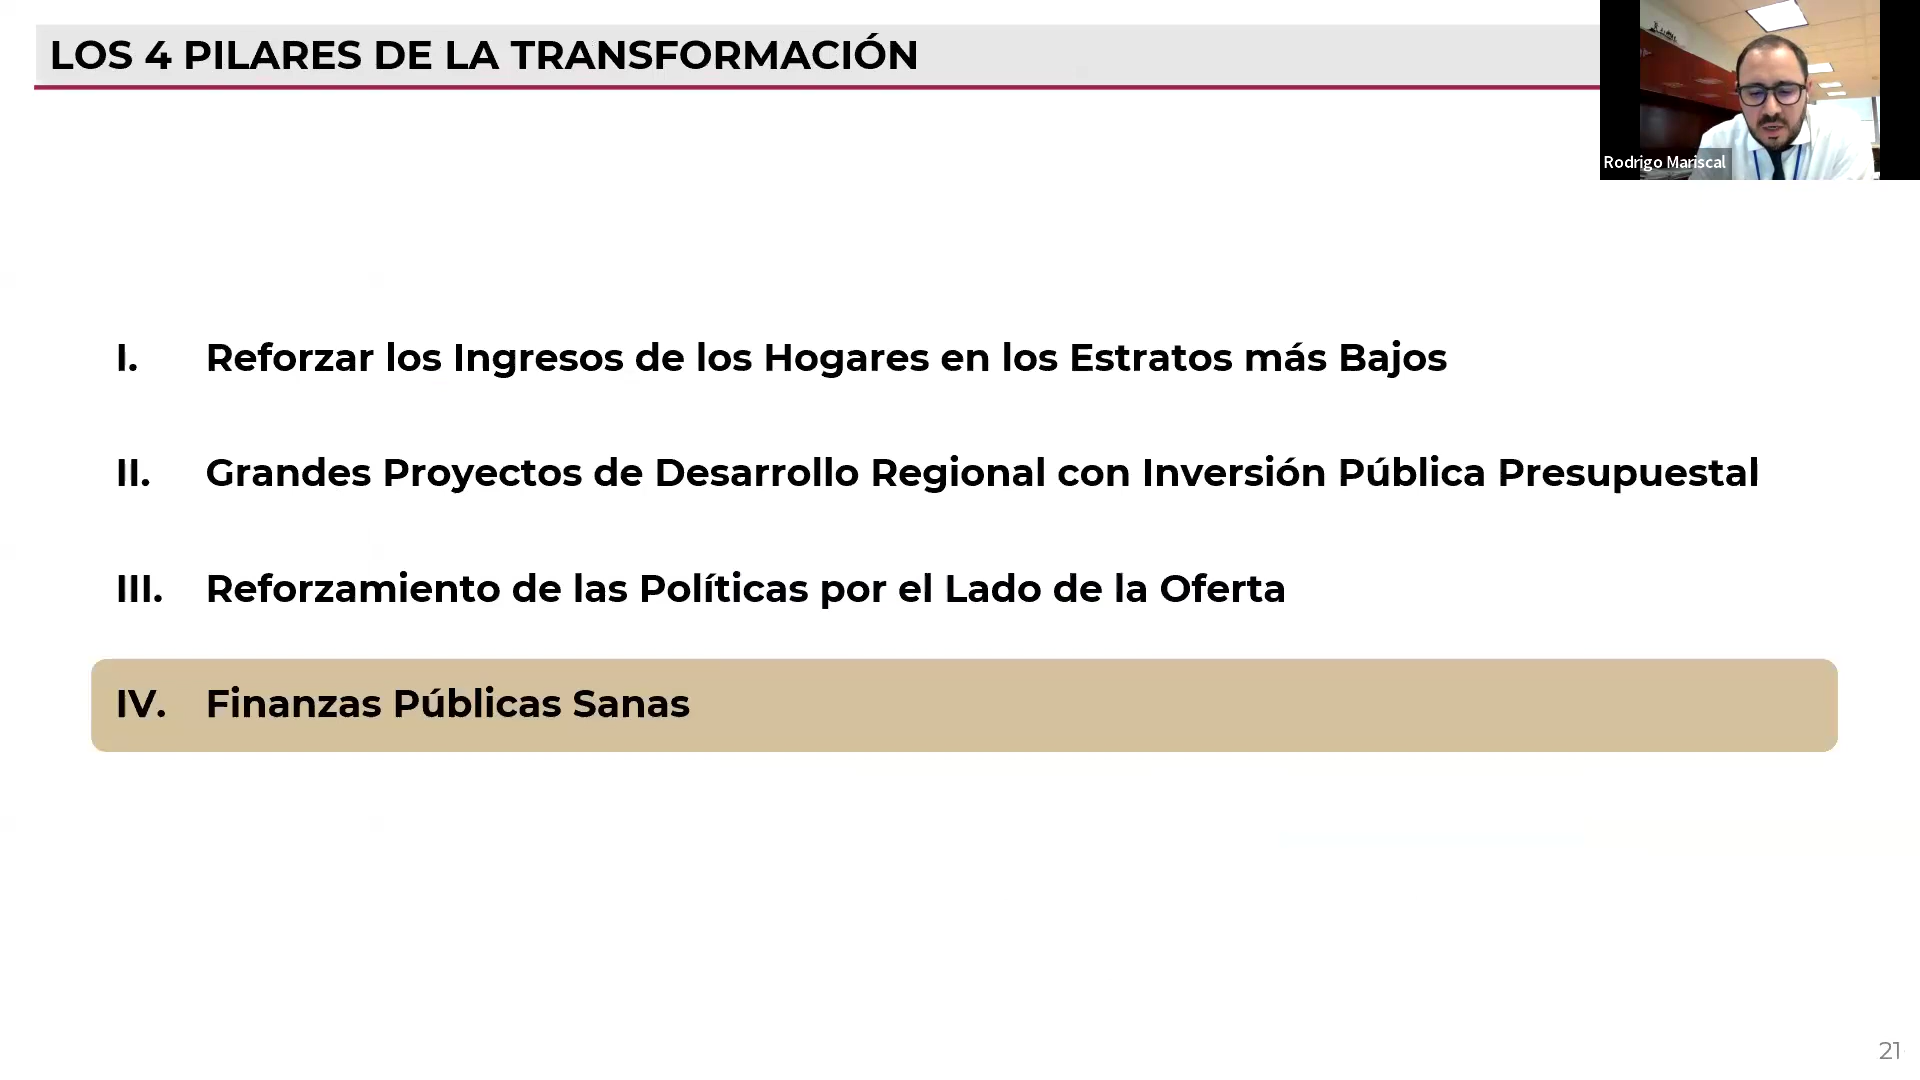 LOS 4 PILARES DE LA TRANSFORMACIÓN
Rodrigo Mariscal
I. Reforzar los Ingresos de los Hogares en los Estratos más Bajos
II. Grandes Proyectos de Desarrollo Regional con Inversión Pública Presupuestal
III. Reforzamiento de las Políticas por el Lado de la Oferta
IV. Finanzas Públicas Sanas
21